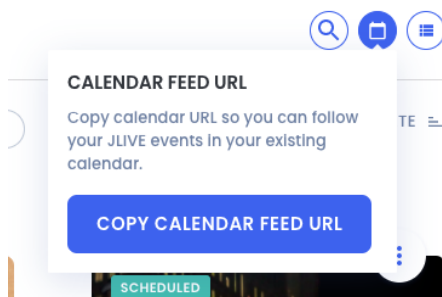 CALENDAR FEED URL
Copy calendar URL so you can follow
your JLIVE events in your existing
calendar.
TE
COPY CALENDAR FEED URL
SCHEDULED